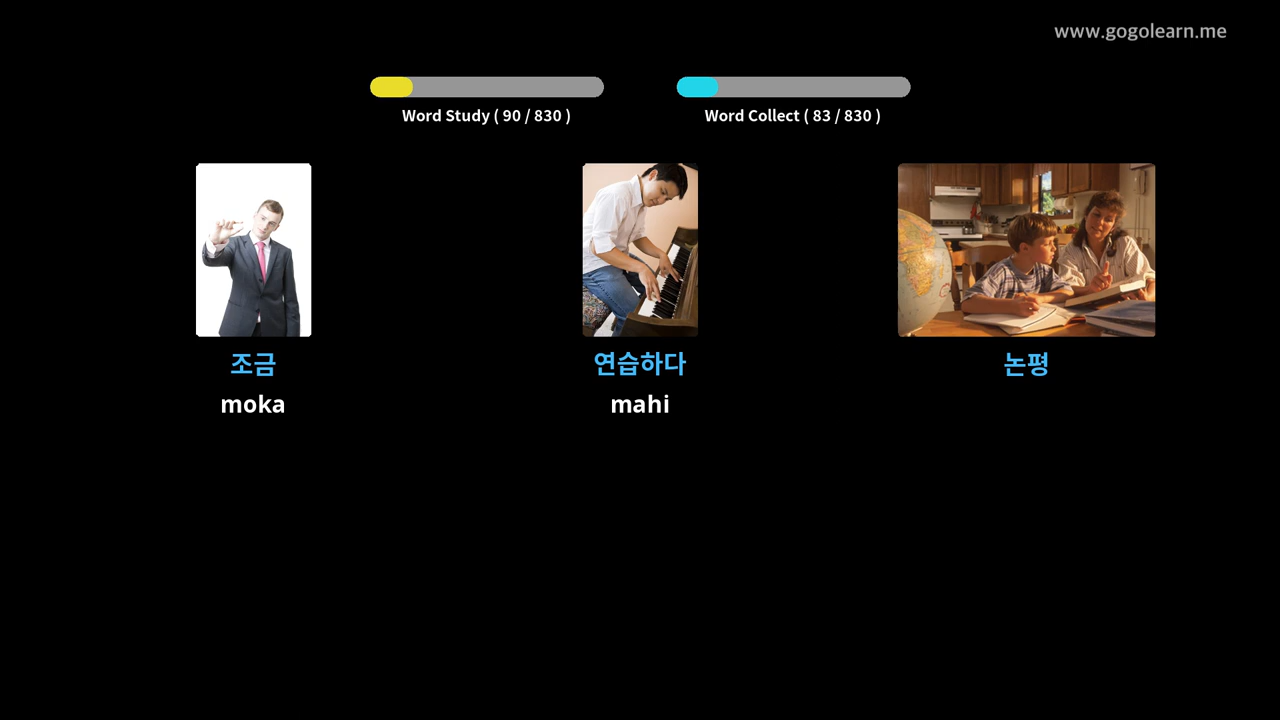 www.gogolearn.me
Word Study ( 90 / 830 )
Word Collect ( 83 / 830 )
조금
연습하다
논평
moka
mahi